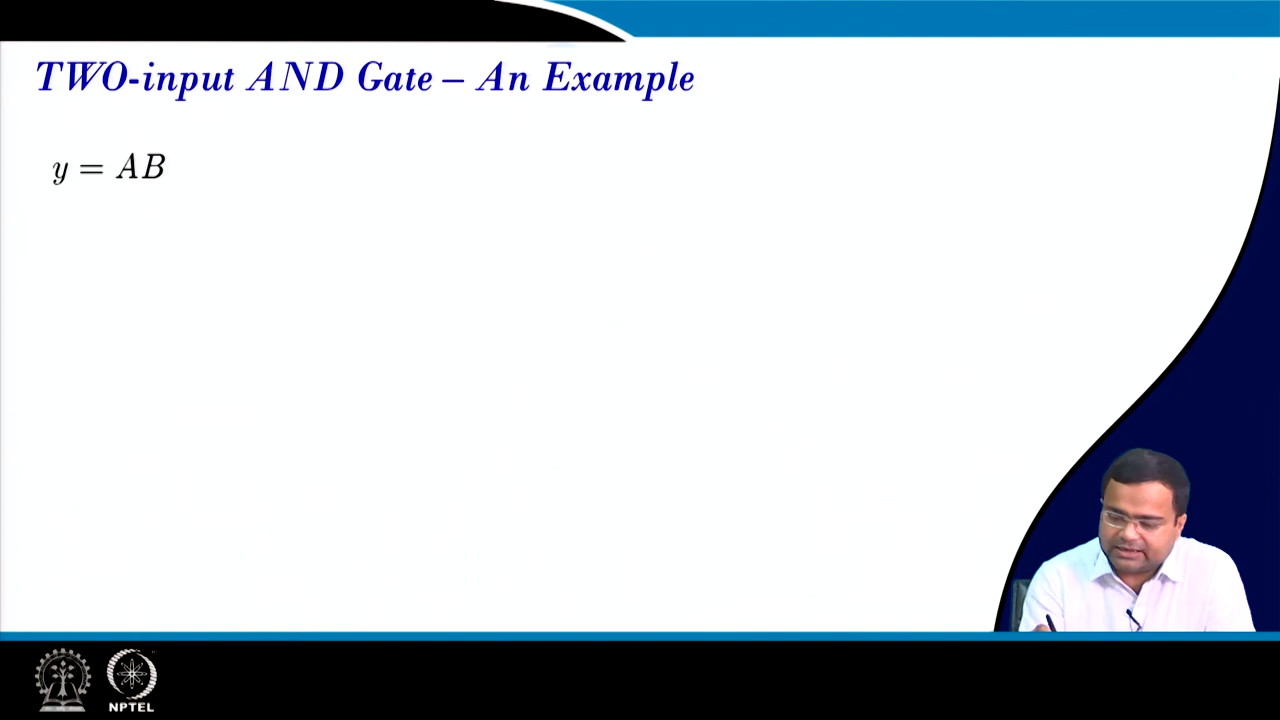 TWO-input AND Gate – An Example
y = AB
NPTEL